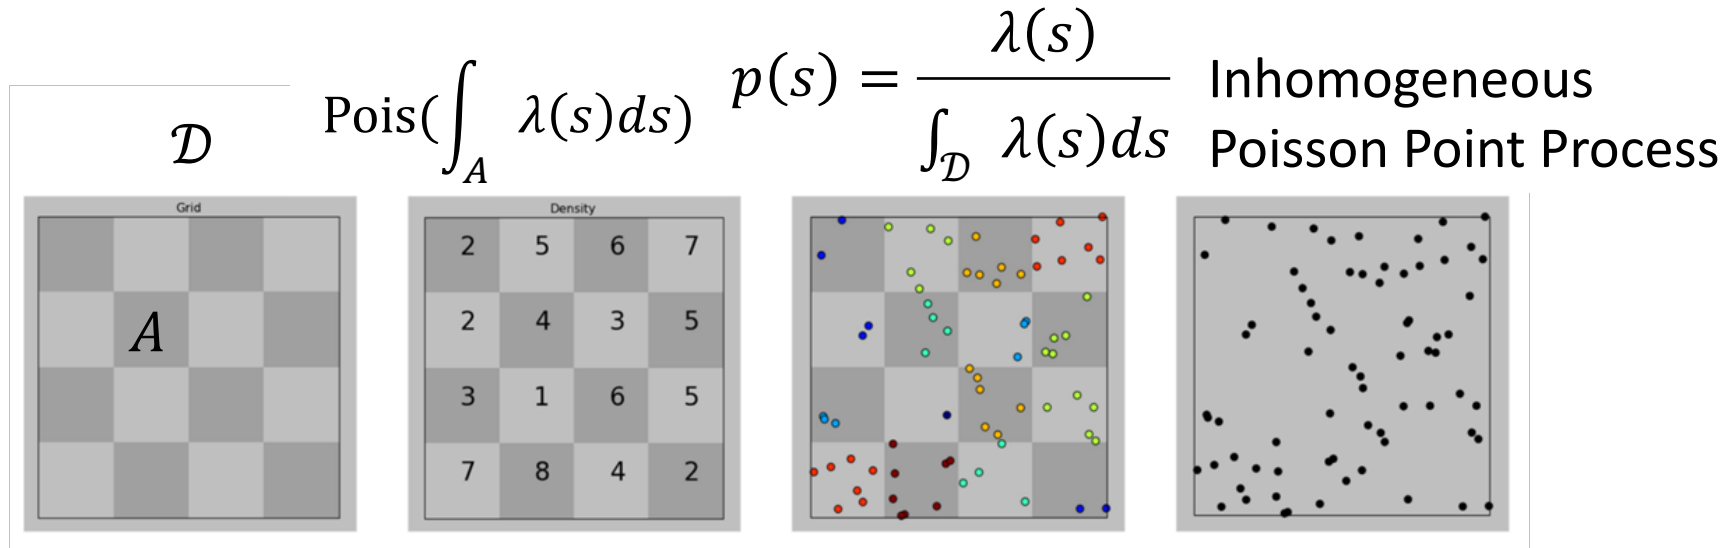 𝒟
Pois(∫_A λ(s)ds)
p(s) = λ(s) / ∫_𝒟 λ(s)ds
Inhomogeneous
Poisson Point Process
Grid
A
Density
2 5 6 7
2 4 3 5
3 1 6 5
7 8 4 2